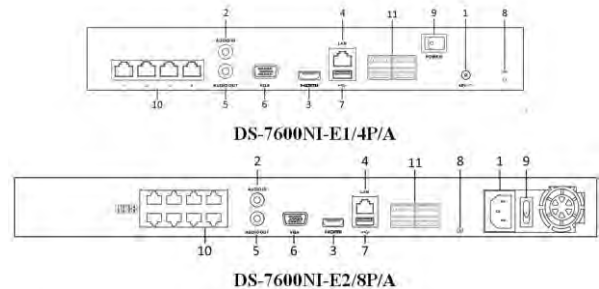 2 4 11 9 1 8
AUDIO IN LAN
POWER
AUDIO OUT VGA HDMI
10 5 6 3 7
DS-7600NI-E1/4P/A
2 4 11 8 1 9
AUDIO IN LAN
AUDIO OUT VGA HDMI
10 5 6 3 7
DS-7600NI-E2/8P/A